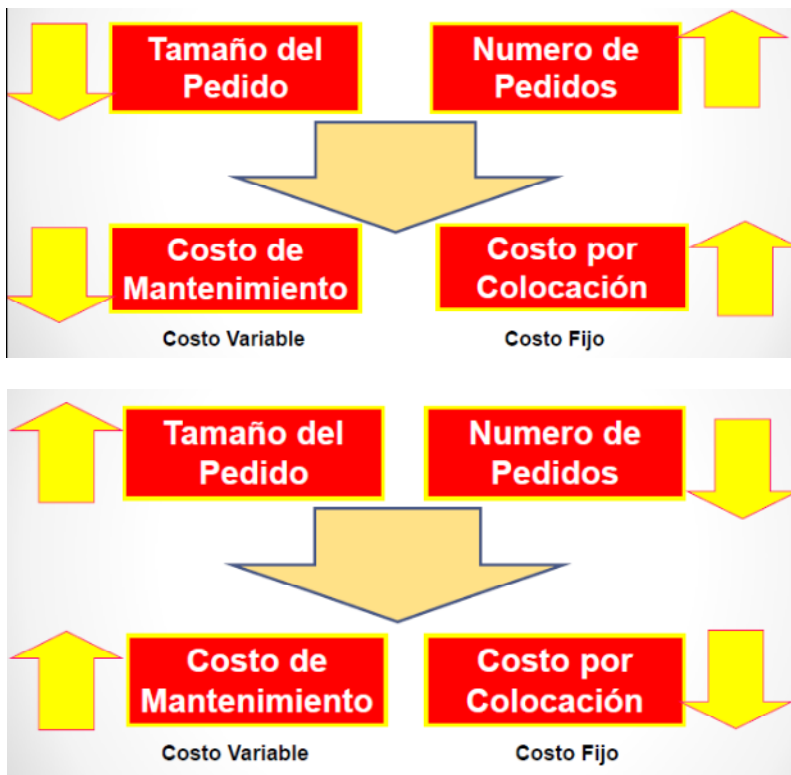 Tamaño del
Pedido
Numero de
Pedidos
Costo de
Mantenimiento
Costo por
Colocación
Costo Variable
Costo Fijo
Tamaño del
Pedido
Numero de
Pedidos
Costo de
Mantenimiento
Costo por
Colocación
Costo Variable
Costo Fijo